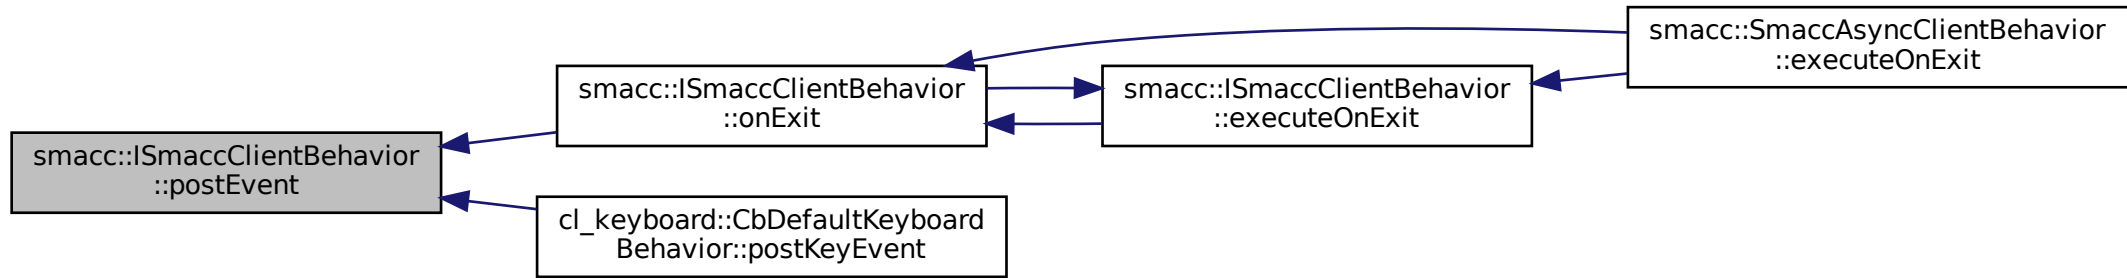 smacc::ISmaccClientBehavior
::postEvent
smacc::ISmaccClientBehavior
::onExit
smacc::ISmaccClientBehavior
::executeOnExit
smacc::SmaccAsyncClientBehavior
::executeOnExit
cl_keyboard::CbDefaultKeyboard
Behavior::postKeyEvent